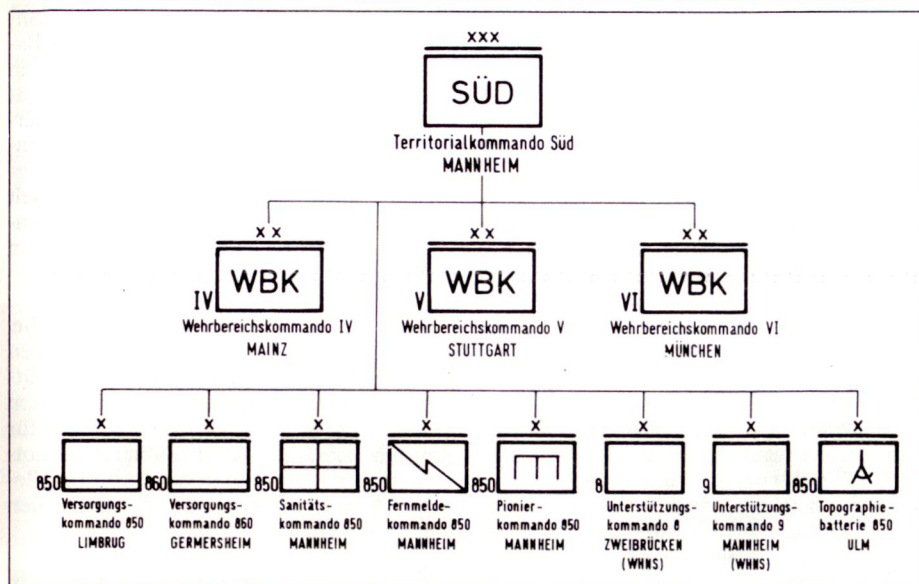 XXX
SÜD
Territorialkommando Süd
MANNHEIM
XX
WBK
IV
Wehrbereichskommando IV
MAINZ
XX
WBK
V
Wehrbereichskommando V
STUTTGART
XX
WBK
VI
Wehrbereichskommando VI
MÜNCHEN
X
850
Versorgungs-
kommando 850
LIMBRUG
X
860
Versorgungs-
kommando 860
GERMERSHEIM
X
850
Sanitäts-
kommando 850
MANNHEIM
X
850
Fernmelde-
kommando 850
MANNHEIM
X
850
Pionier-
kommando 850
MANNHEIM
X
8
Unterstützungs-
kommando 8
ZWEIBRÜCKEN
(WHNS)
X
9
Unterstützungs-
kommando 9
MANNHEIM
(WHNS)
X
850
Topographie-
batterie 850
ULM